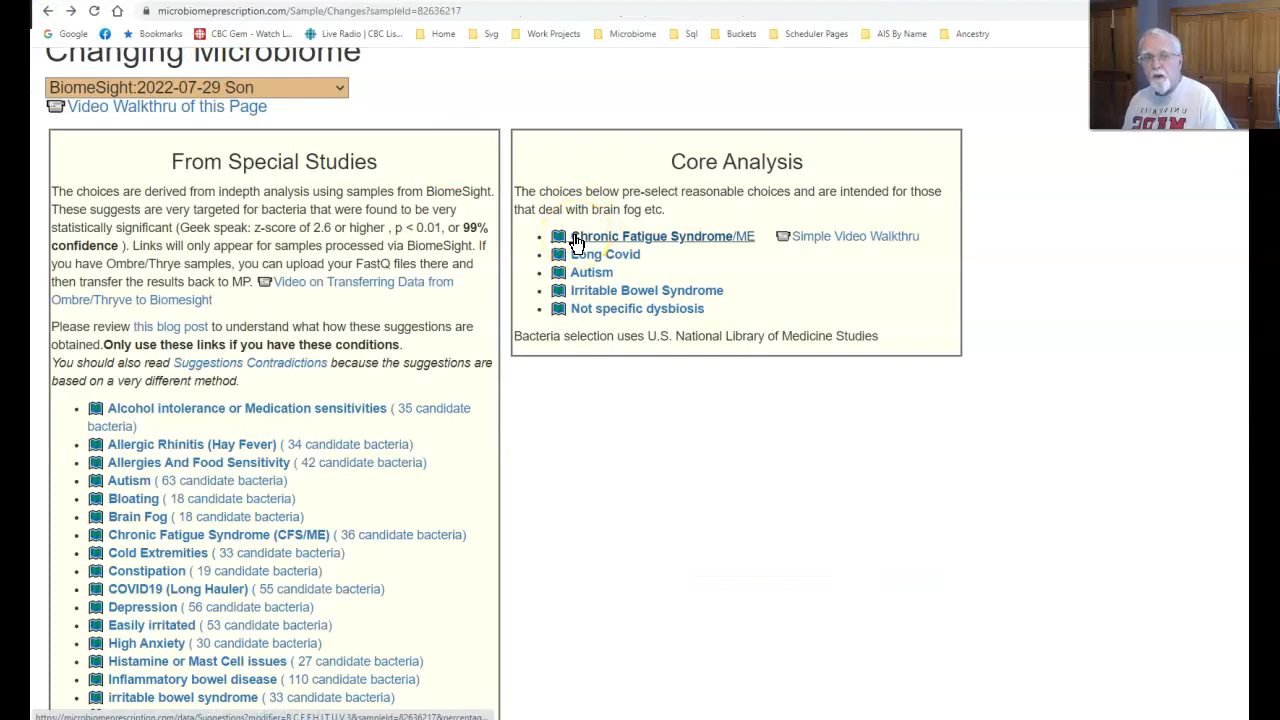 microbiomeprescription.com/Sample/Changes?sampleId=82636217
Google
Bookmarks
CBC Gem - Watch L...
Live Radio | CBC Lis...
Home
Svg
Work Projects
Microbiome
Sql
Buckets
Scheduler Pages
AIS By Name
Ancestry
Changing Microbiome
BiomeSight:2022-07-29 Son
Video Walkthru of this Page
From Special Studies
The choices are derived from indepth analysis using samples from BiomeSight.
These suggests are very targeted for bacteria that were found to be very
statistically significant (Geek speak: z-score of 2.6 or higher , p < 0.01, or 99%
confidence ). Links will only appear for samples processed via BiomeSight. If
you have Ombre/Thrye samples, you can upload your FastQ files there and
then transfer the results back to MP. Video on Transferring Data from
Ombre/Thryve to Biomesight
Please review this blog post to understand what how these suggestions are
obtained.Only use these links if you have these conditions.
You should also read Suggestions Contradictions because the suggestions are
based on a very different method.
Alcohol intolerance or Medication sensitivities ( 35 candidate
bacteria)
Allergic Rhinitis (Hay Fever) ( 34 candidate bacteria)
Allergies And Food Sensitivity ( 42 candidate bacteria)
Autism ( 63 candidate bacteria)
Bloating ( 18 candidate bacteria)
Brain Fog ( 18 candidate bacteria)
Chronic Fatigue Syndrome (CFS/ME) ( 36 candidate bacteria)
Cold Extremities ( 33 candidate bacteria)
Constipation ( 19 candidate bacteria)
COVID19 (Long Hauler) ( 55 candidate bacteria)
Depression ( 56 candidate bacteria)
Easily irritated ( 53 candidate bacteria)
High Anxiety ( 30 candidate bacteria)
Histamine or Mast Cell issues ( 27 candidate bacteria)
Inflammatory bowel disease ( 110 candidate bacteria)
irritable bowel syndrome ( 33 candidate bacteria)
Core Analysis
The choices below pre-select reasonable choices and are intended for those
that deal with brain fog etc.
Chronic Fatigue Syndrome/ME Simple Video Walkthru
Long Covid
Autism
Irritable Bowel Syndrome
Not specific dysbiosis
Bacteria selection uses U.S. National Library of Medicine Studies